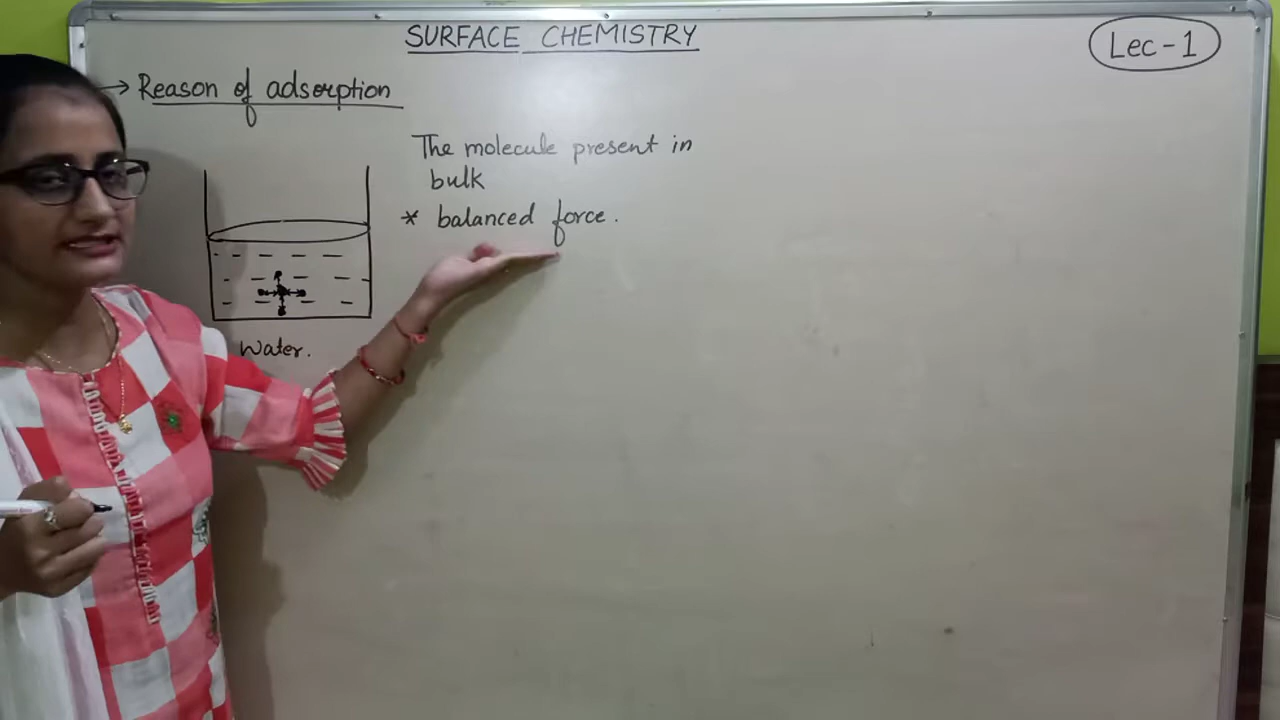 SURFACE CHEMISTRY
Lec-1
→ Reason of adsorption
The molecule present in
bulk
* balanced force.
Water.